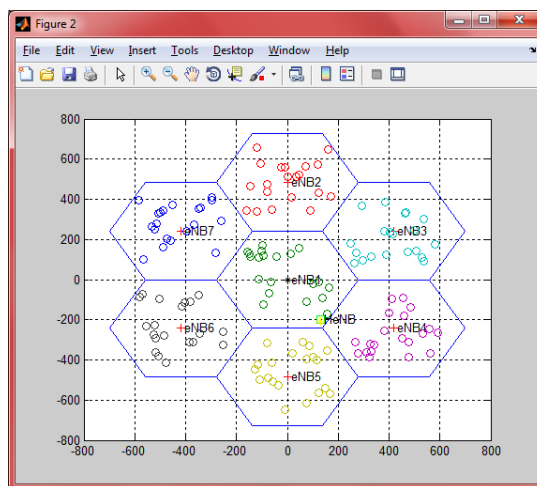 Figure 2
File Edit View Insert Tools Desktop Window Help
800
600
400
200
0
-200
-400
-600
-800
-800 -600 -400 -200 0 200 400 600 800
eNB2
eNB7
eNB3
eNB1
HeNB
eNB6
eNB4
eNB5